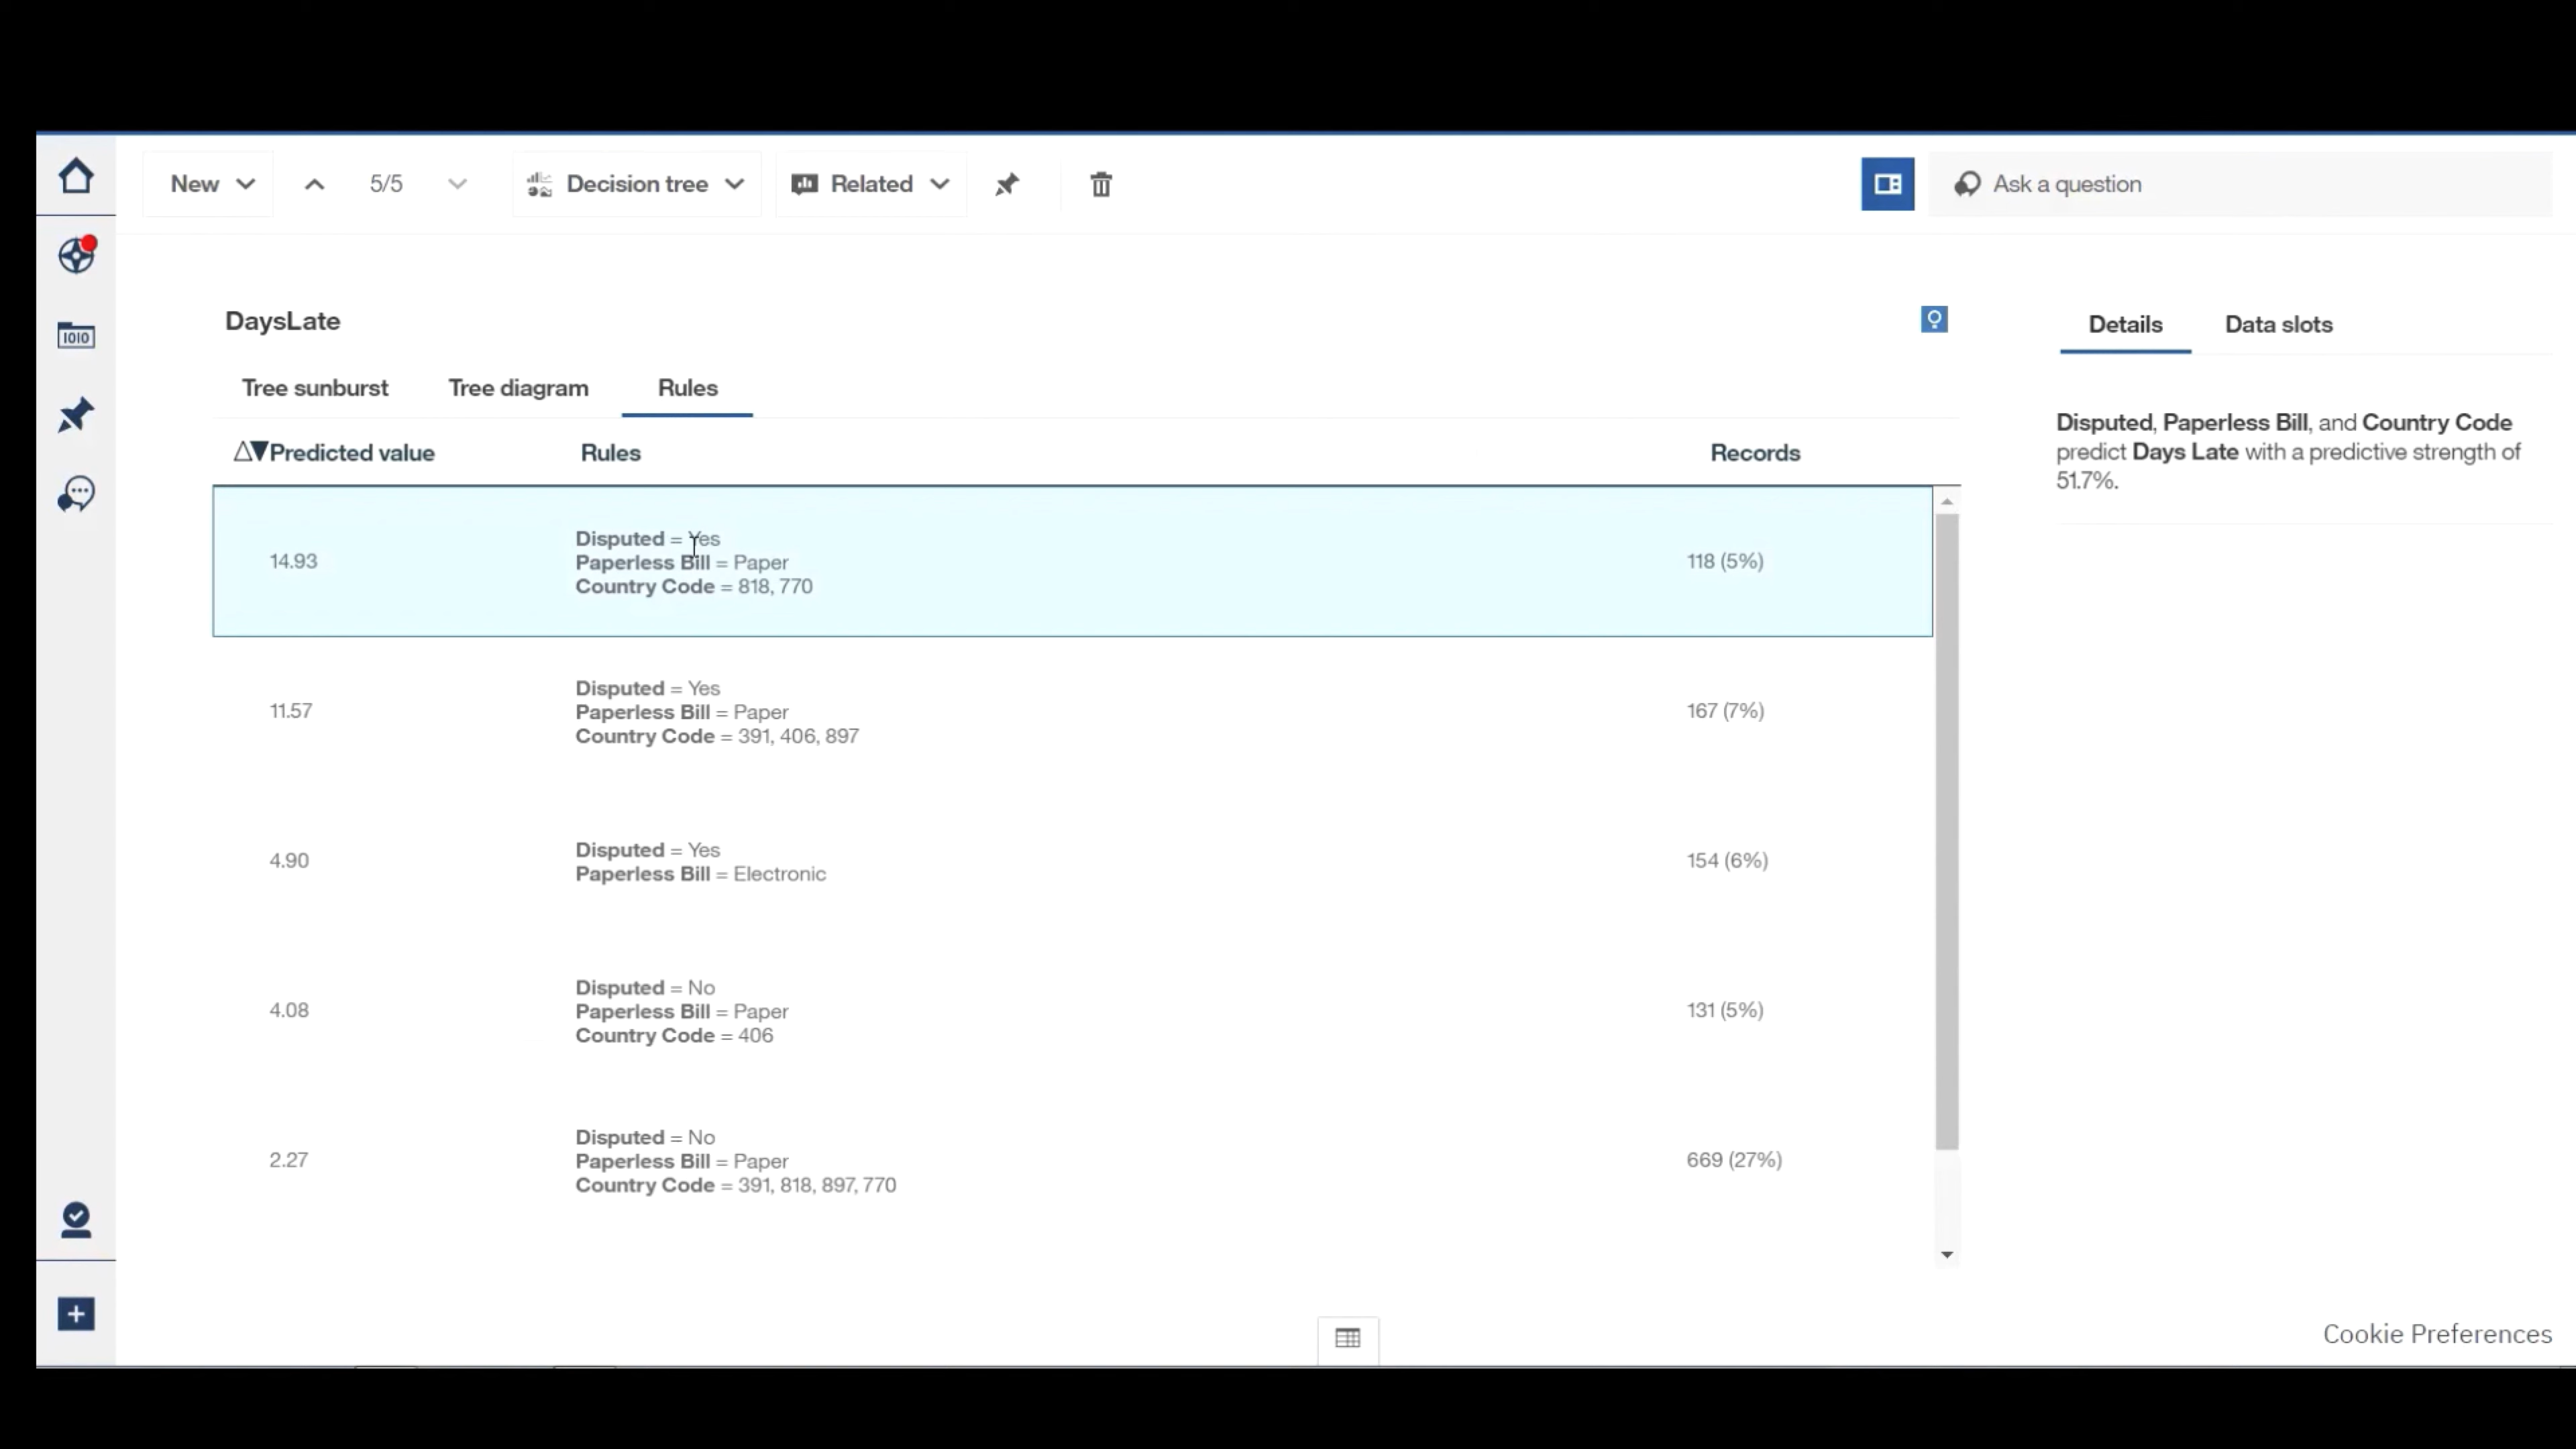 New
5/5
Decision tree
Related
Ask a question
IOIO
DaysLate
Tree sunburst
Tree diagram
Rules
Predicted value
Rules
Records
14.93
Disputed = Yes
Paperless Bill = Paper
Country Code = 818, 770
118 (5%)
11.57
Disputed = Yes
Paperless Bill = Paper
Country Code = 391, 406, 897
167 (7%)
4.90
Disputed = Yes
Paperless Bill = Electronic
154 (6%)
4.08
Disputed = No
Paperless Bill = Paper
Country Code = 406
131 (5%)
2.27
Disputed = No
Paperless Bill = Paper
Country Code = 391, 818, 897, 770
669 (27%)
Details
Data slots
Disputed, Paperless Bill, and Country Code
predict Days Late with a predictive strength of
51.7%.
Cookie Preferences